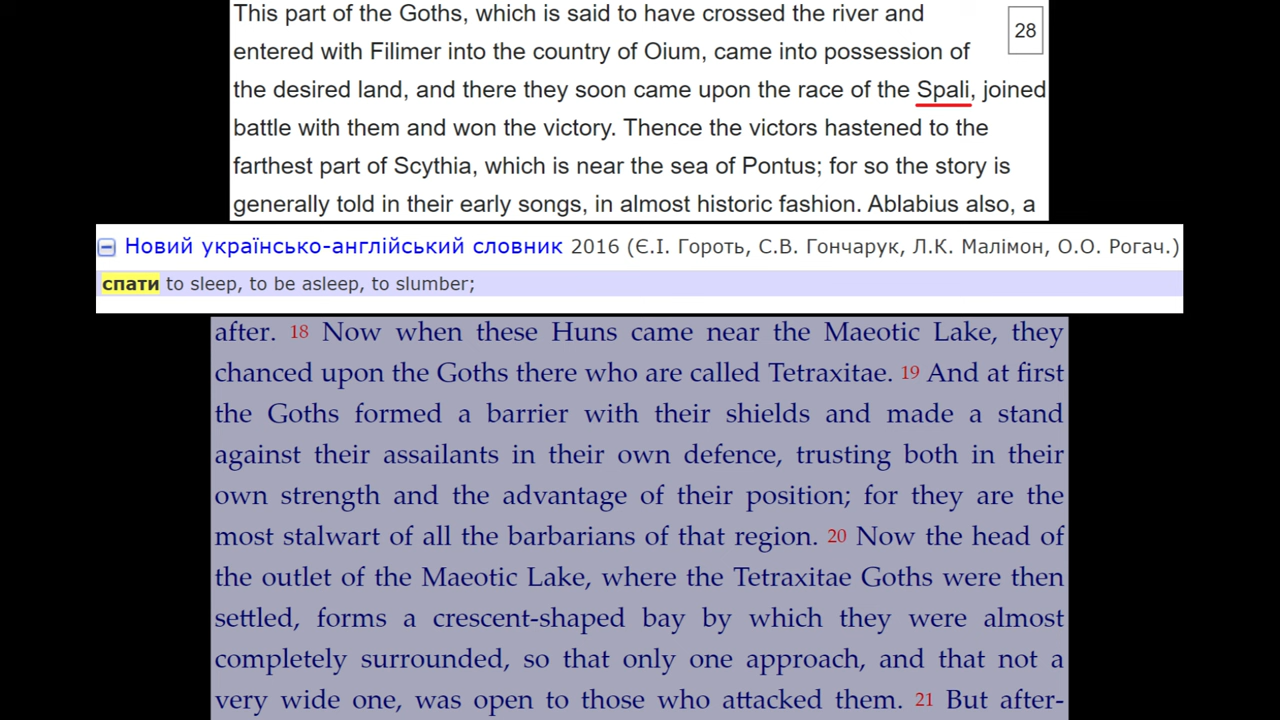 This part of the Goths, which is said to have crossed the river and
28
entered with Filimer into the country of Oium, came into possession of
the desired land, and there they soon came upon the race of the Spali, joined
battle with them and won the victory. Thence the victors hastened to the
farthest part of Scythia, which is near the sea of Pontus; for so the story is
generally told in their early songs, in almost historic fashion. Ablabius also, a
Новий українсько-англійський словник 2016 (Є.І. Гороть, С.В. Гончарук, Л.К. Малімон, О.О. Рогач.)
спати to sleep, to be asleep, to slumber;
after. 18 Now when these Huns came near the Maeotic Lake, they
chanced upon the Goths there who are called Tetraxitae. 19 And at first
the Goths formed a barrier with their shields and made a stand
against their assailants in their own defence, trusting both in their
own strength and the advantage of their position; for they are the
most stalwart of all the barbarians of that region. 20 Now the head of
the outlet of the Maeotic Lake, where the Tetraxitae Goths were then
settled, forms a crescent-shaped bay by which they were almost
completely surrounded, so that only one approach, and that not a
very wide one, was open to those who attacked them. 21 But after-